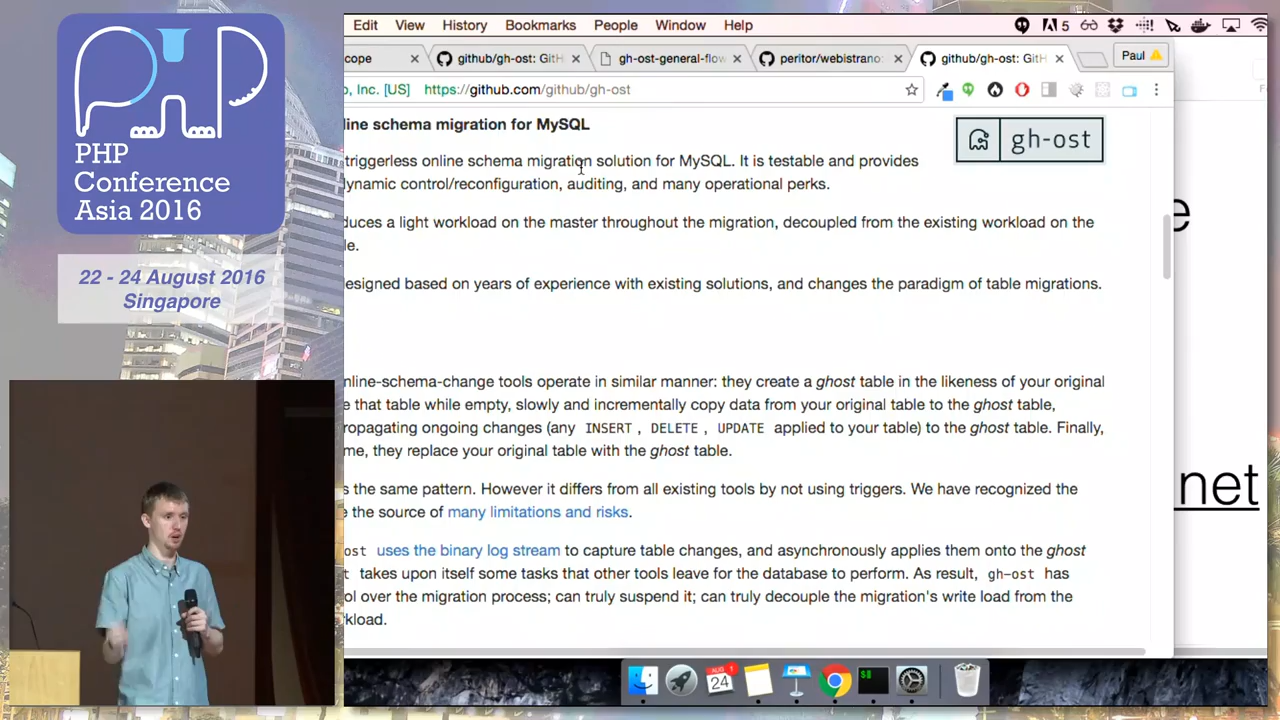 PHP
Conference
Asia 2016
22 - 24 August 2016
Singapore
Edit View History Bookmarks People Window Help
5
cope
github/gh-ost: GitH
gh-ost-general-flow
peritor/webistrano:
github/gh-ost: GitH
Paul
o, Inc. [US] https://github.com/github/gh-ost
line schema migration for MySQL
gh-ost
triggerless online schema migration solution for MySQL. It is testable and provides
dynamic control/reconfiguration, auditing, and many operational perks.
duces a light workload on the master throughout the migration, decoupled from the existing workload on the
le.
designed based on years of experience with existing solutions, and changes the paradigm of table migrations.
nline-schema-change tools operate in similar manner: they create a ghost table in the likeness of your original
e that table while empty, slowly and incrementally copy data from your original table to the ghost table,
ropagating ongoing changes (any INSERT, DELETE, UPDATE applied to your table) to the ghost table. Finally,
me, they replace your original table with the ghost table.
s the same pattern. However it differs from all existing tools by not using triggers. We have recognized the
e the source of many limitations and risks.
ost uses the binary log stream to capture table changes, and asynchronously applies them onto the ghost
t takes upon itself some tasks that other tools leave for the database to perform. As result, gh-ost has
ol over the migration process; can truly suspend it; can truly decouple the migration's write load from the
rkload.
e
net
AUG 1
24
$